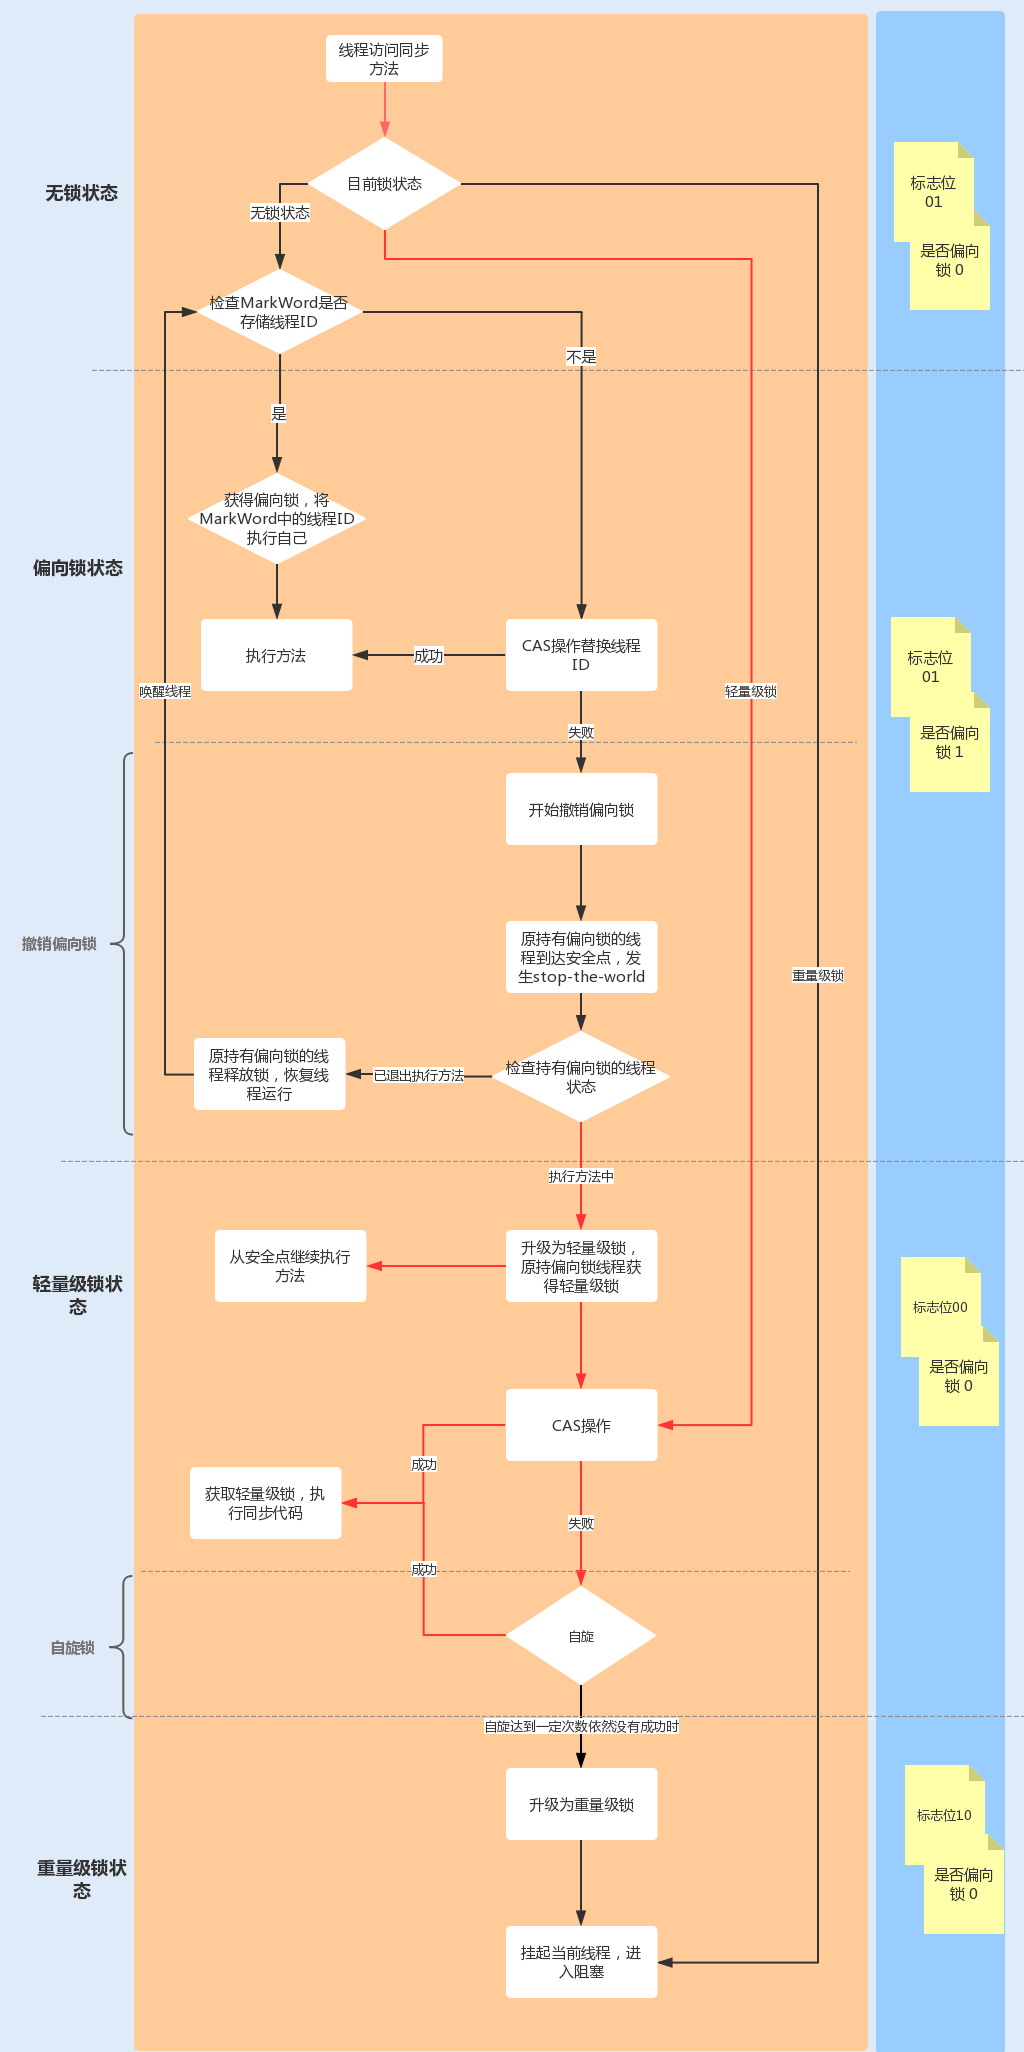 线程访问同步
方法
无锁状态
目前锁状态
标志位
01
无锁状态
是否偏向
锁 0
检查MarkWord是否
存储线程ID
不是
是
获得偏向锁，将
MarkWord中的线程ID
执行自己
偏向锁状态
执行方法
成功
CAS操作替换线程
ID
标志位
01
唤醒线程
轻量级锁
失败
是否偏向
锁 1
开始撤销偏向锁
撤销偏向锁
原持有偏向锁的线
程到达安全点，发
生stop-the-world
重量级锁
原持有偏向锁的线
程释放锁，恢复线
程运行
已退出执行方法
检查持有偏向锁的线程
状态
执行方法中
轻量级锁状
态
从安全点继续执行
方法
升级为轻量级锁，
原持偏向锁线程获
得轻量级锁
标志位00
是否偏向
锁 0
CAS操作
成功
获取轻量级锁，执
行同步代码
失败
成功
自旋锁
自旋
自旋达到一定次数依然没有成功时
升级为重量级锁
标志位10
重量级锁状
态
是否偏向
锁 0
挂起当前线程，进
入阻塞